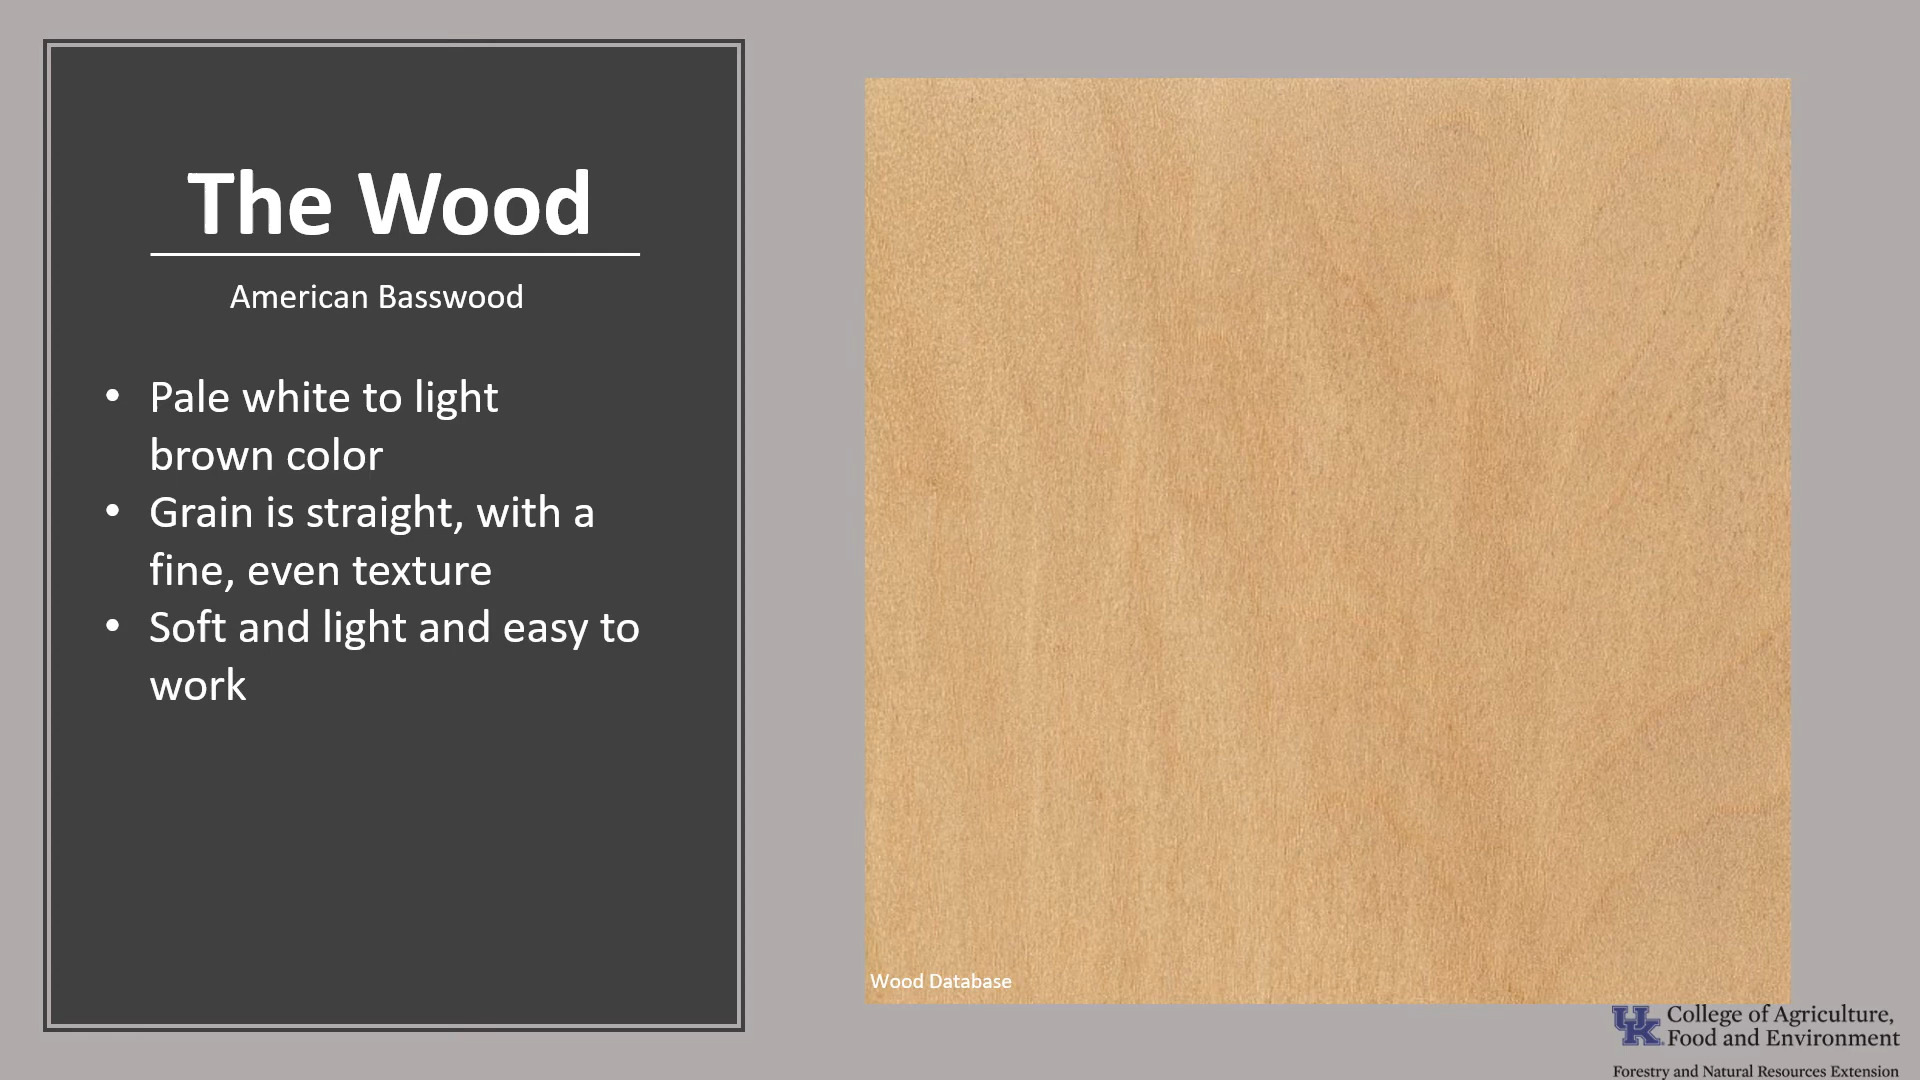 The Wood
American Basswood
• Pale white to light
brown color
• Grain is straight, with a
fine, even texture
• Soft and light and easy to
work
Wood Database
UK College of Agriculture,
Food and Environment
Forestry and Natural Resources Extension